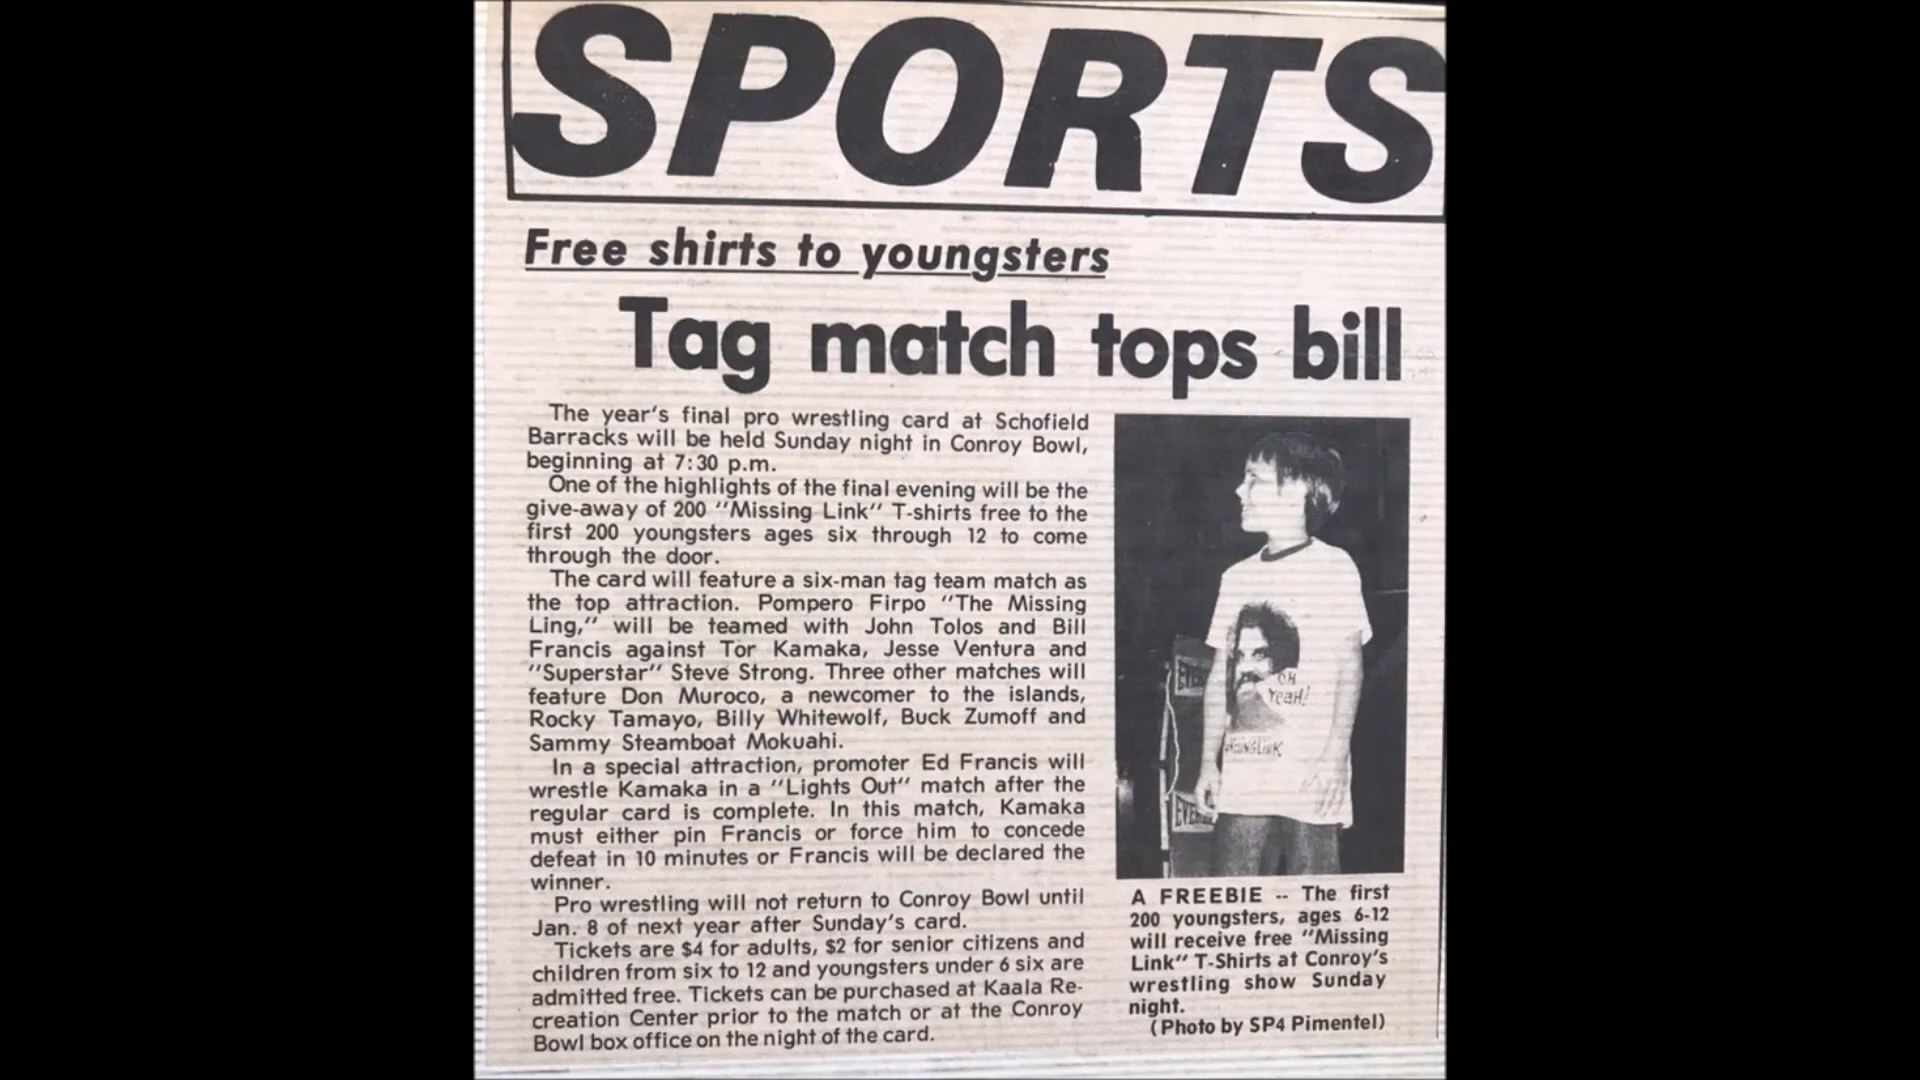 SPORTS
Free shirts to youngsters
Tag match tops bill
The year's final pro wrestling card at Schofield
Barracks will be held Sunday night in Conroy Bowl,
beginning at 7:30 p.m.
One of the highlights of the final evening will be the
give-away of 200 "Missing Link" T-shirts free to the
first 200 youngsters ages six through 12 to come
through the door.
The card will feature a six-man tag team match as
the top attraction. Pompero Firpo "The Missing
Ling," will be teamed with John Tolos and Bill
Francis against Tor Kamaka, Jesse Ventura and
"Superstar" Steve Strong. Three other matches will
feature Don Muroco, a newcomer to the islands,
Rocky Tamayo, Billy Whitewolf, Buck Zumoff and
Sammy Steamboat Mokuahi.
In a special attraction, promoter Ed Francis will
wrestle Kamaka in a "Lights Out" match after the
regular card is complete. In this match, Kamaka
must either pin Francis or force him to concede
defeat in 10 minutes or Francis will be declared the
winner.
Pro wrestling will not return to Conroy Bowl until
Jan. 8 of next year after Sunday's card.
Tickets are $4 for adults, $2 for senior citizens and
children from six to 12 and youngsters under 6 six are
admitted free. Tickets can be purchased at Kaala Re-
creation Center prior to the match or at the Conroy
Bowl box office on the night of the card.
OH
YEAH!
A FREEBIE -- The first
200 youngsters, ages 6-12
will receive free "Missing
Link" T-Shirts at Conroy's
wrestling show Sunday
night.
(Photo by SP4 Pimentel)